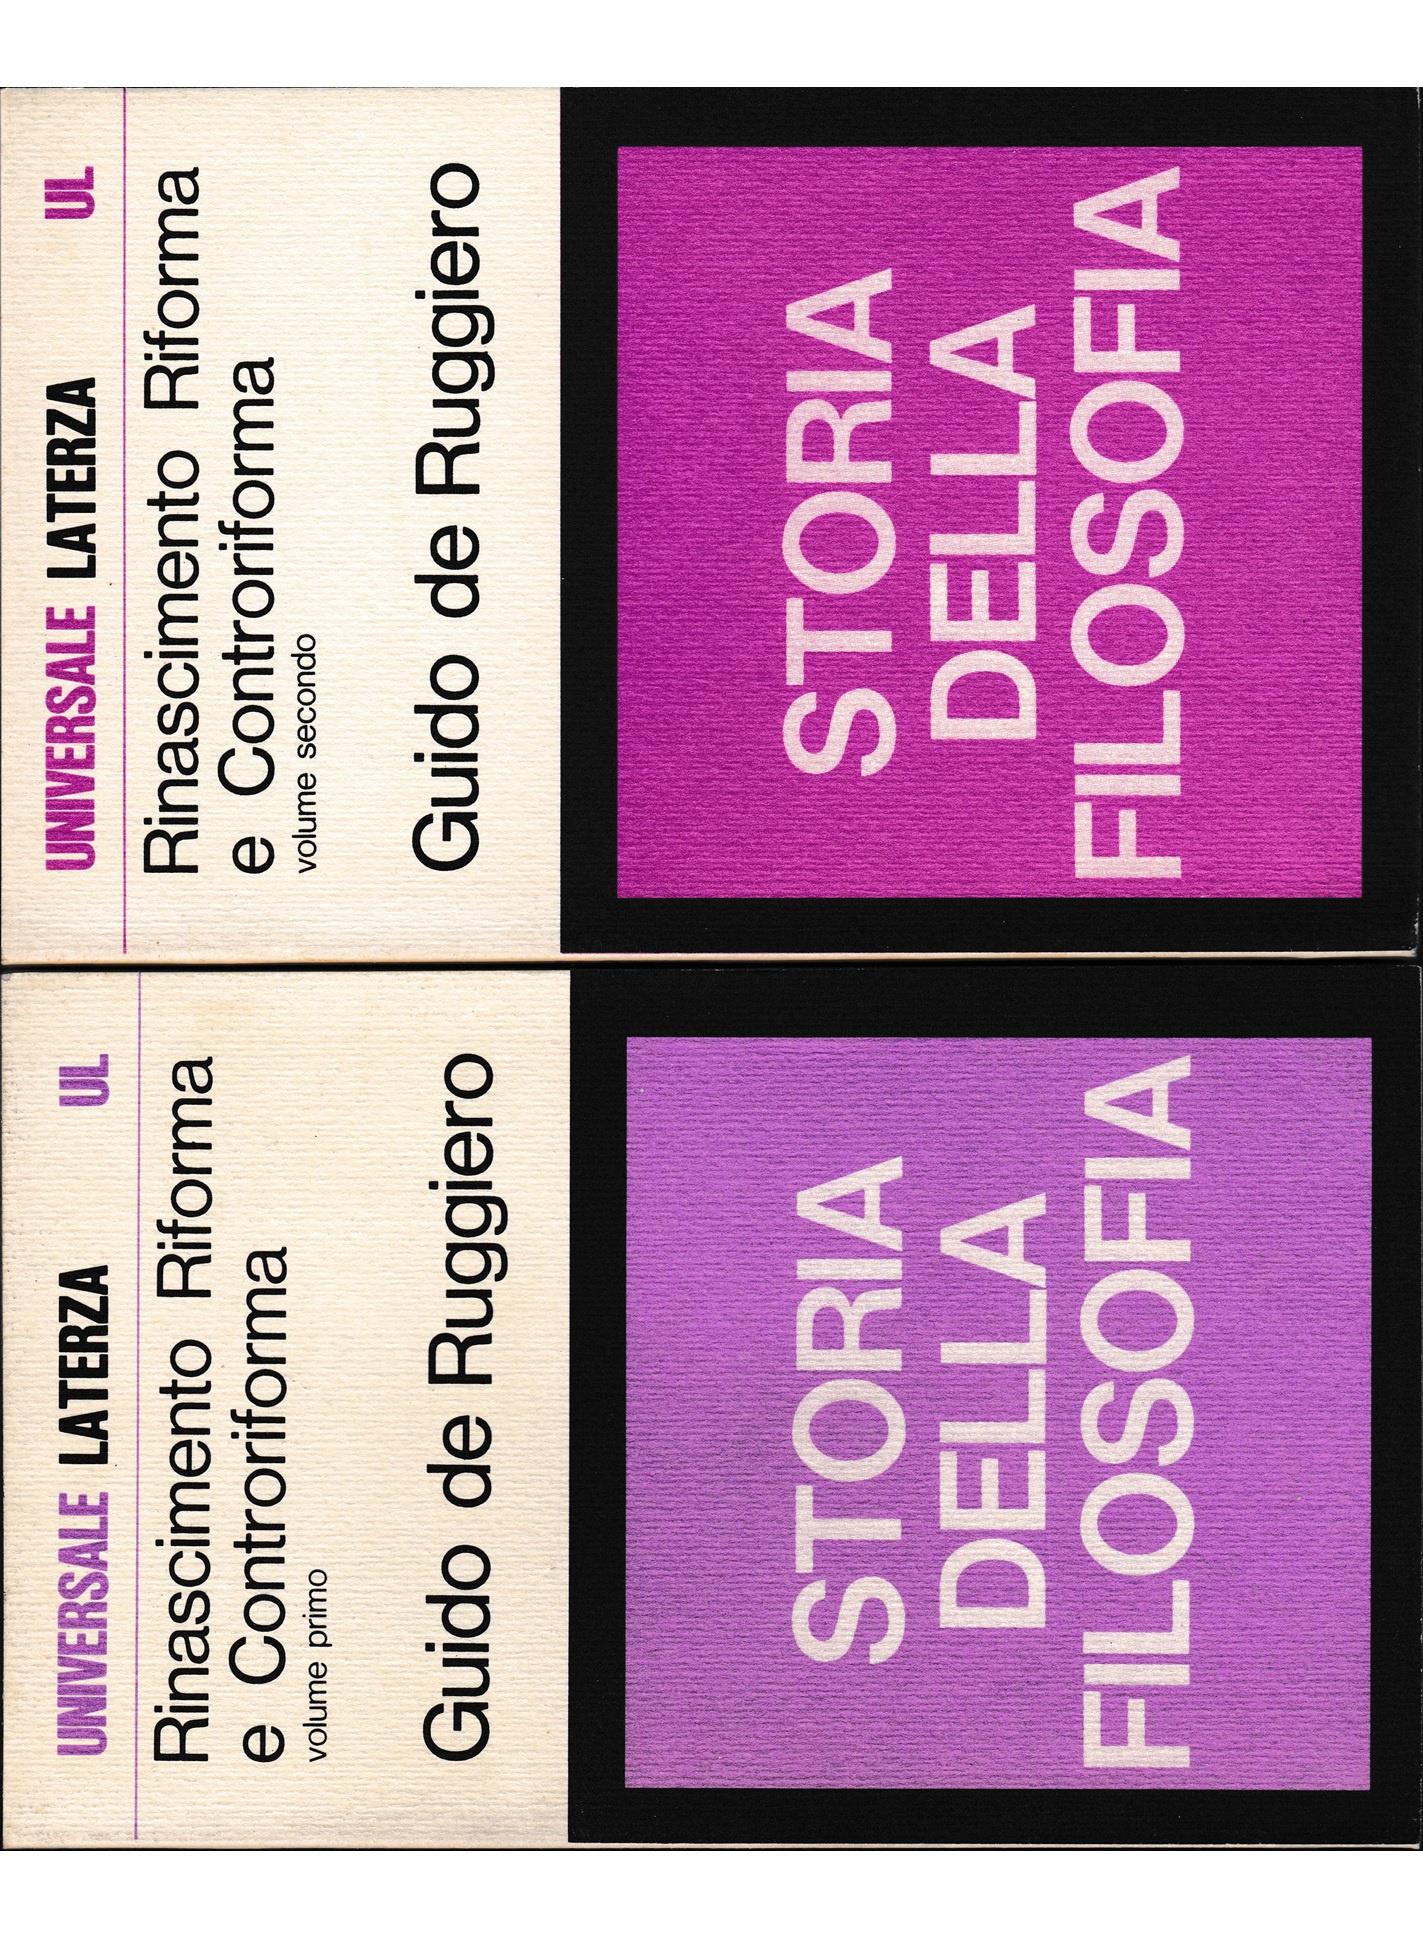 UNIVERSALE LATERZA UL
Rinascimento Riforma
e Controriforma
volume primo
Guido de Ruggiero
STORIA
DELLA
FILOSOFIA
UNIVERSALE LATERZA UL
Rinascimento Riforma
e Controriforma
volume secondo
Guido de Ruggiero
STORIA
DELLA
FILOSOFIA